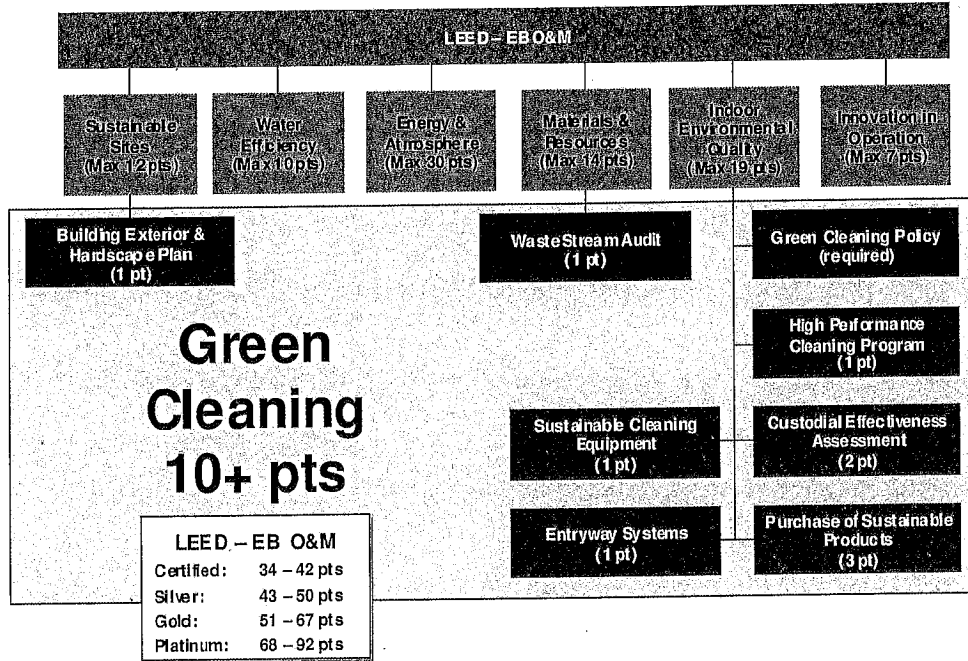 LEED – EB O&M
Sustainable
Sites
(Max 12 pts)
Water
Efficiency
(Max 10 pts)
Energy &
Atmosphere
(Max 30 pts)
Materials &
Resources
(Max 14 pts)
Indoor
Environmental
Quality
(Max 19 pts)
Innovation in
Operation
(Max 7 pts)
Building Exterior &
Hardscape Plan
(1 pt)
Waste Stream Audit
(1 pt)
Green Cleaning Policy
(required)
High Performance
Cleaning Program
(1 pt)
Sustainable Cleaning
Equipment
(1 pt)
Custodial Effectiveness
Assessment
(2 pt)
Entryway Systems
(1 pt)
Purchase of Sustainable
Products
(3 pt)
Green
Cleaning
10+ pts
LEED – EB O&M
Certified: 34 – 42 pts
Silver: 43 – 50 pts
Gold: 51 – 67 pts
Platinum: 68 – 92 pts